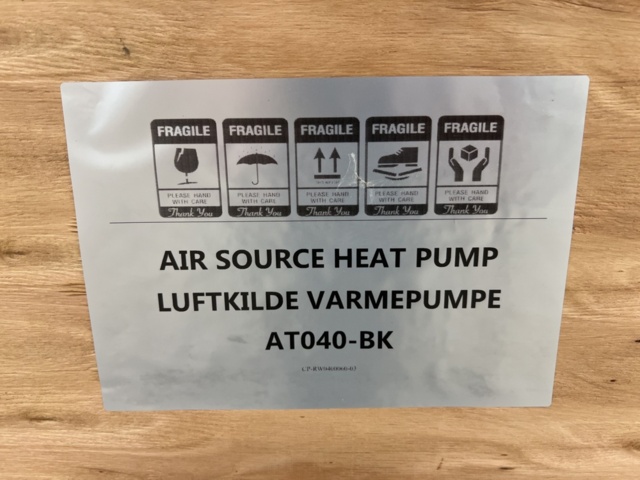 FRAGILE FRAGILE FRAGILE FRAGILE FRAGILE
PLEASE HAND PLEASE HAND PLEASE HAND PLEASE HAND PLEASE HAND
WITH CARE WITH CARE WITH CARE WITH CARE WITH CARE
Thank You Thank You Thank You Thank You Thank You
AIR SOURCE HEAT PUMP
LUFTKILDE VARMEPUMPE
AT040-BK